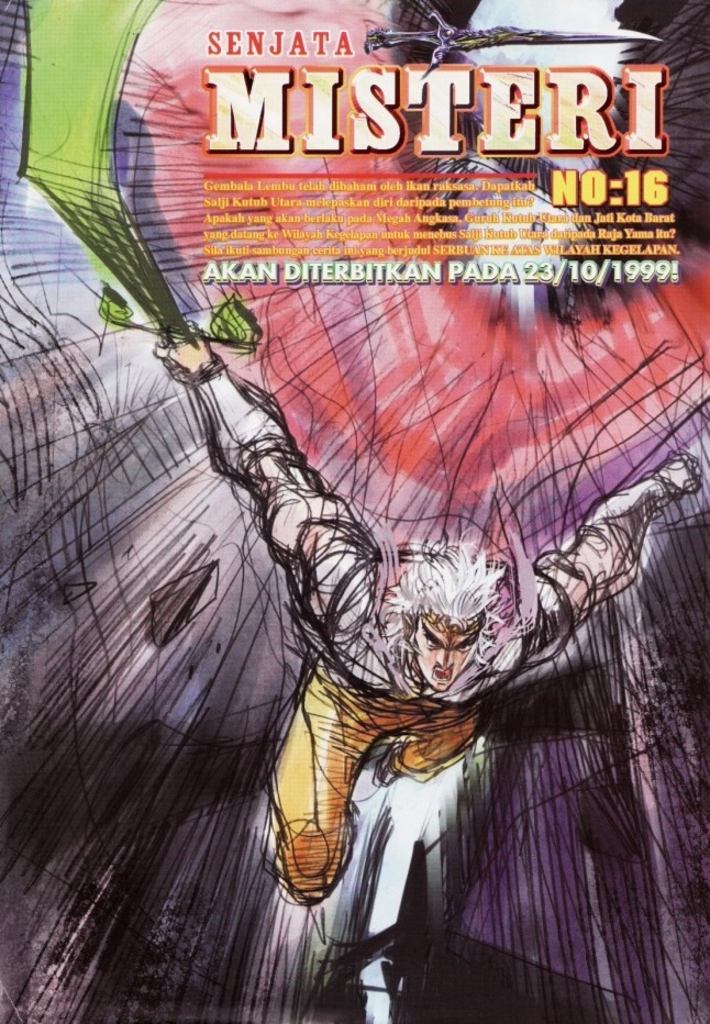 SENJATA
MISTERI
NO:16
Gembala Lembu telah dibaham oleh ikan raksasa. Dapatkah
Salji Kutub Utara melepaskan diri daripada pembetung itu?
Apakah yang akan berlaku pada Megah Angkasa, Guruh Kutub Utara dan Jati Kota Barat
yang datang ke Wilayah Kegelapan untuk menebus Salji Kutub Utara daripada Raja Yama itu?
Sila ikuti sambungan cerita ini yang berjudul SERBUAN KE ATAS WILAYAH KEGELAPAN.
AKAN DITERBITKAN PADA 23/10/1999!